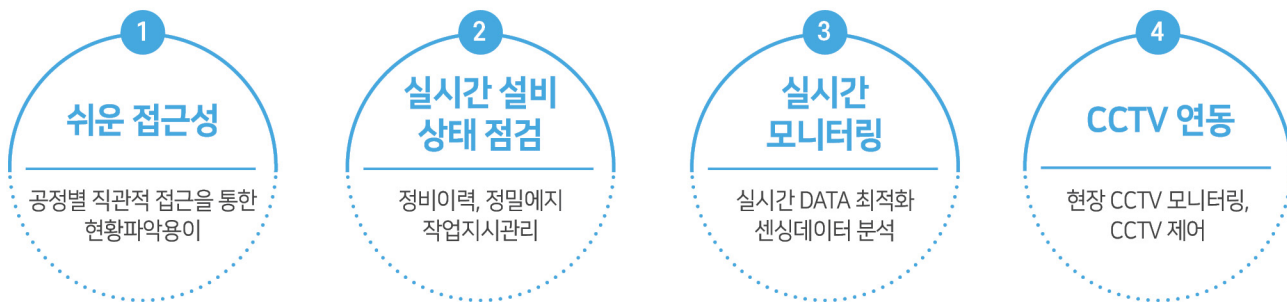 1
쉬운 접근성
공정별 직관적 접근을 통한
현황파악용이
2
실시간 설비
상태 점검
정비이력, 정밀에지
작업지시관리
3
실시간
모니터링
실시간 DATA 최적화
센싱데이터 분석
4
CCTV 연동
현장 CCTV 모니터링,
CCTV 제어